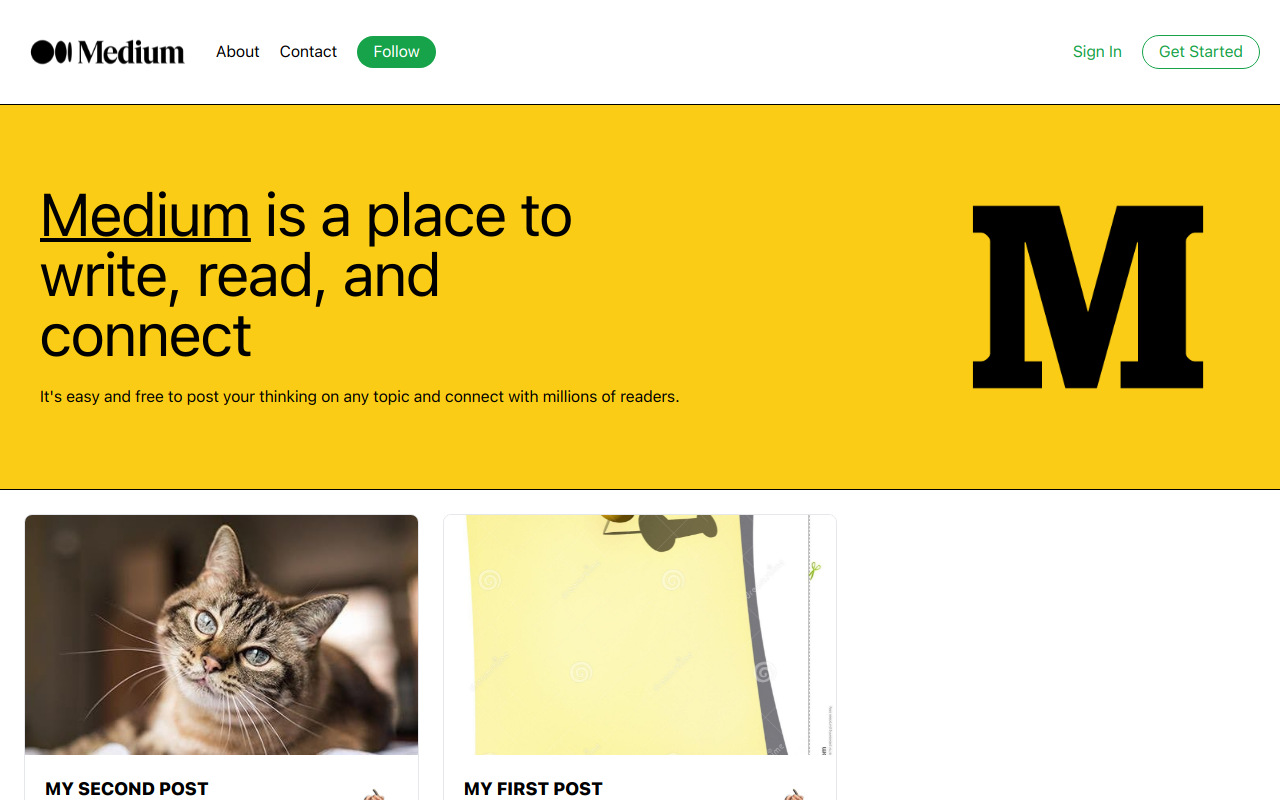 Medium
About
Contact
Follow
Sign In
Get Started
Medium is a place to
write, read, and
connect
It's easy and free to post your thinking on any topic and connect with millions of readers.
M
MY SECOND POST
MY FIRST POST